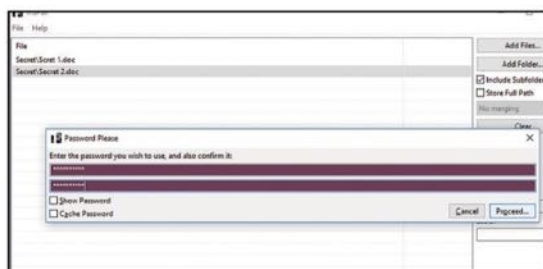 File Help
File
Secret\Scret 1.doc
Secret\Secret 2.doc
Add Files...
Add Folder...
Include Subfolder
Store Full Path
No merging
Clear...
Password Please
Enter the password you wish to use, and also confirm it:
**********
**********
Show Password
Cache Password
Cancel
Proceed...